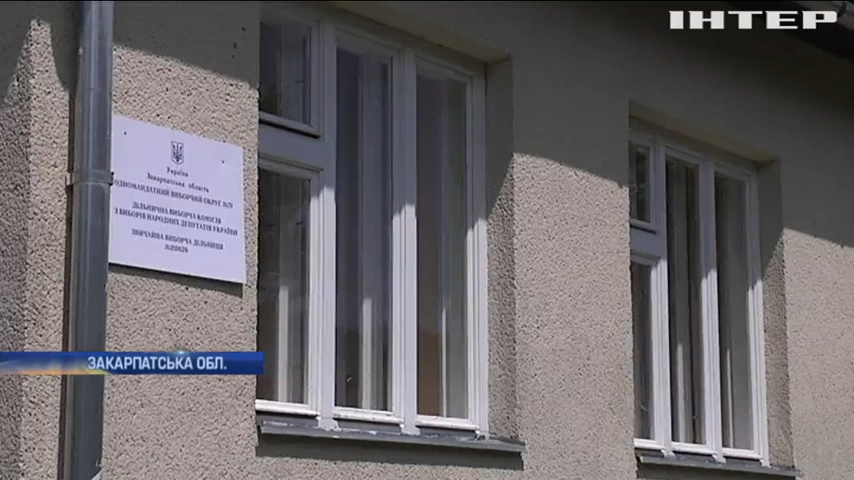 ІНТЕР
Україна
Закарпатська область
ОДНОМАНДАТНИЙ ВИБОРЧИЙ ОКРУГ
ДІЛЬНИЧНА ВИБОРЧА КОМІСІЯ
З ВИБОРІВ НАРОДНИХ ДЕПУТАТІВ УКРАЇНИ
ЗВИЧАЙНА ВИБОРЧА ДІЛЬНИЦЯ
ЗАКАРПАТСЬКА ОБЛ.